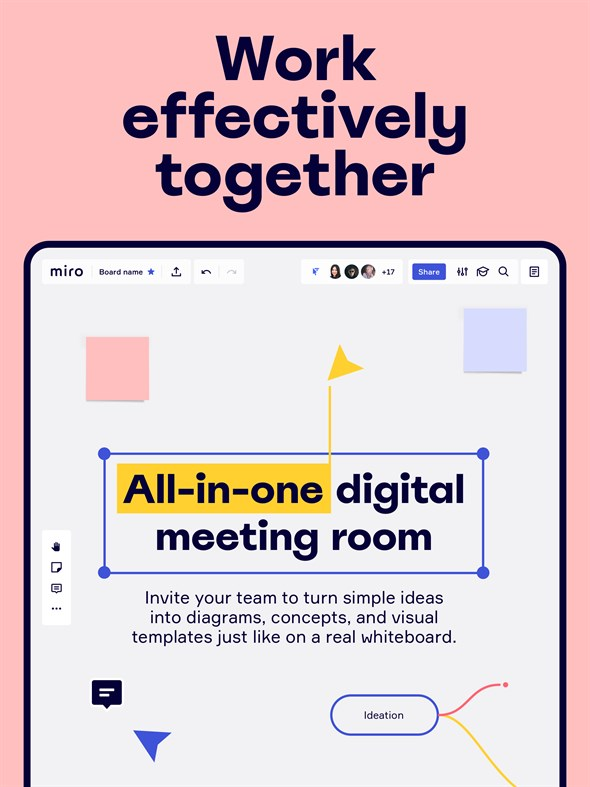 Work
effectively
together
miro
Board name
+17
Share
All-in-one digital
meeting room
Invite your team to turn simple ideas
into diagrams, concepts, and visual
templates just like on a real whiteboard.
Ideation